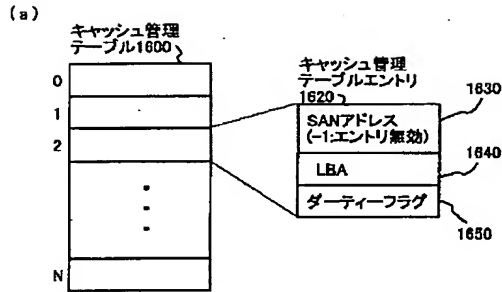 (a)
キャッシュ管理
テーブル1600
0
1
2
N
キャッシュ管理
テーブルエントリ
1620
SANアドレス
(-1:エントリ無効)
1630
LBA
1640
ダーティーフラグ
1650